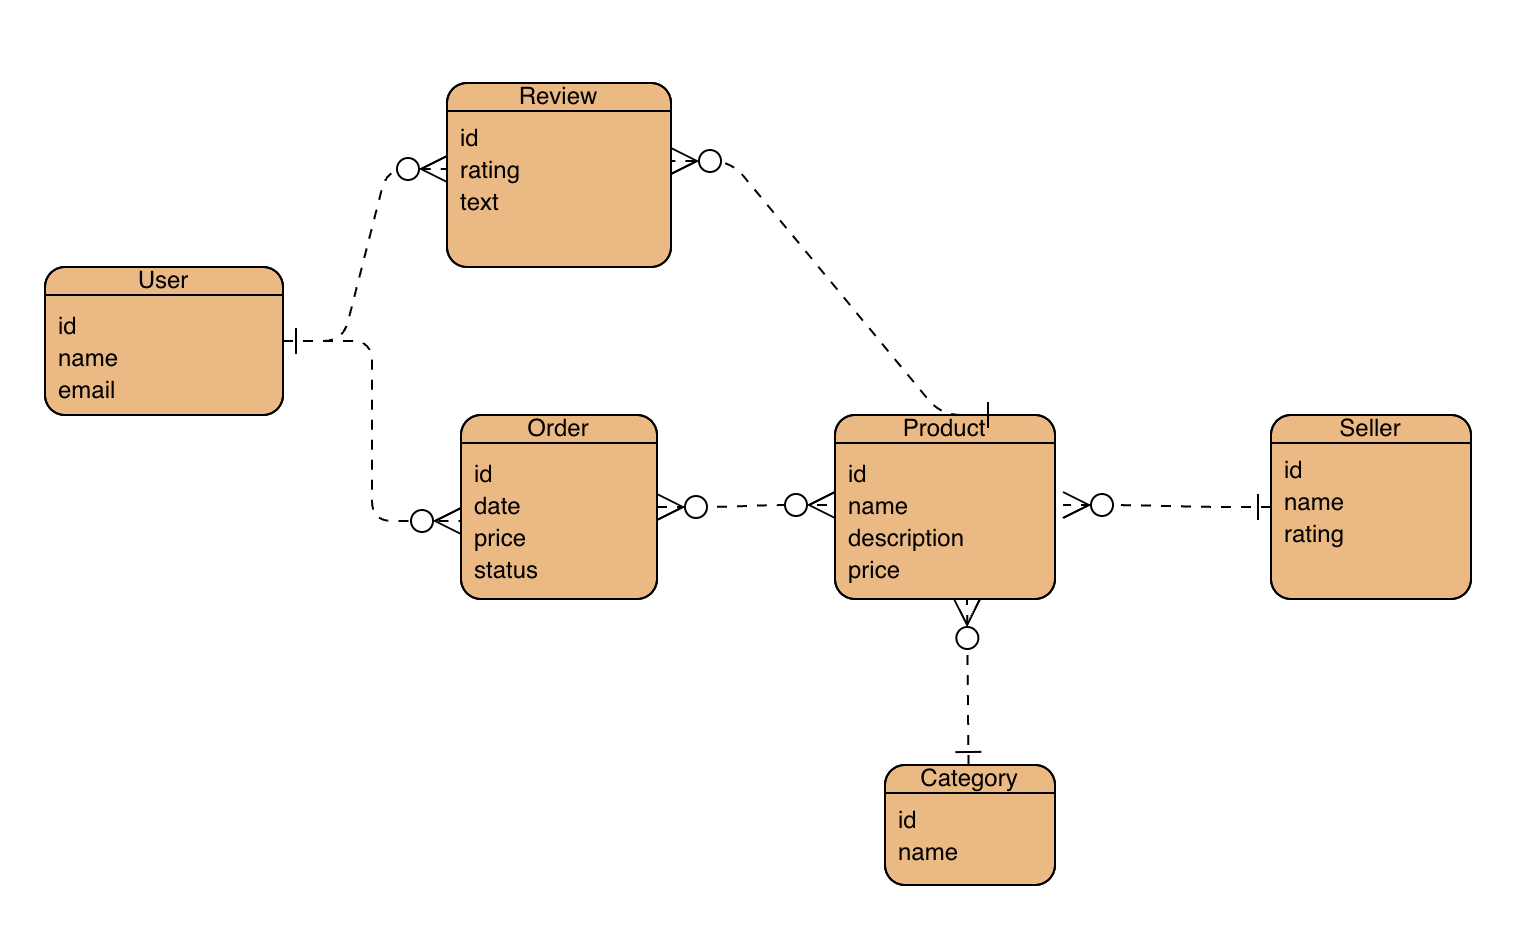 Review
id
rating
text
User
id
name
email
Order
id
date
price
status
Product
id
name
description
price
Seller
id
name
rating
Category
id
name